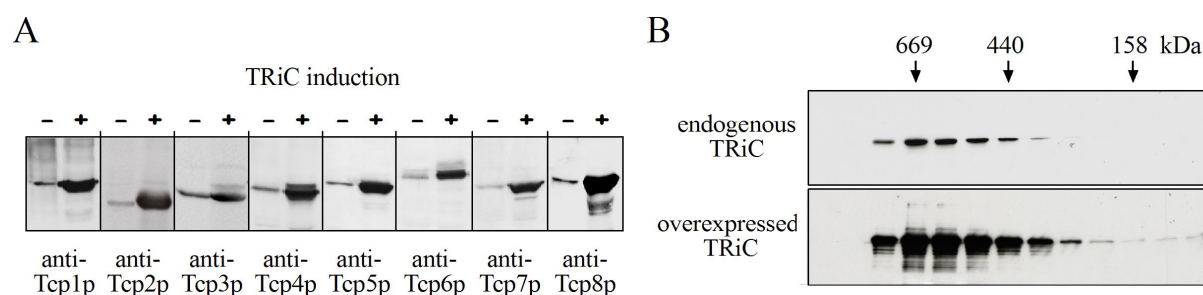 A
TRiC induction
– + – + – + – + – + – + – + – +
anti- anti- anti- anti- anti- anti- anti- anti-
Tcp1p Tcp2p Tcp3p Tcp4p Tcp5p Tcp6p Tcp7p Tcp8p
B
669 440 158 kDa
endogenous
TRiC
overexpressed
TRiC